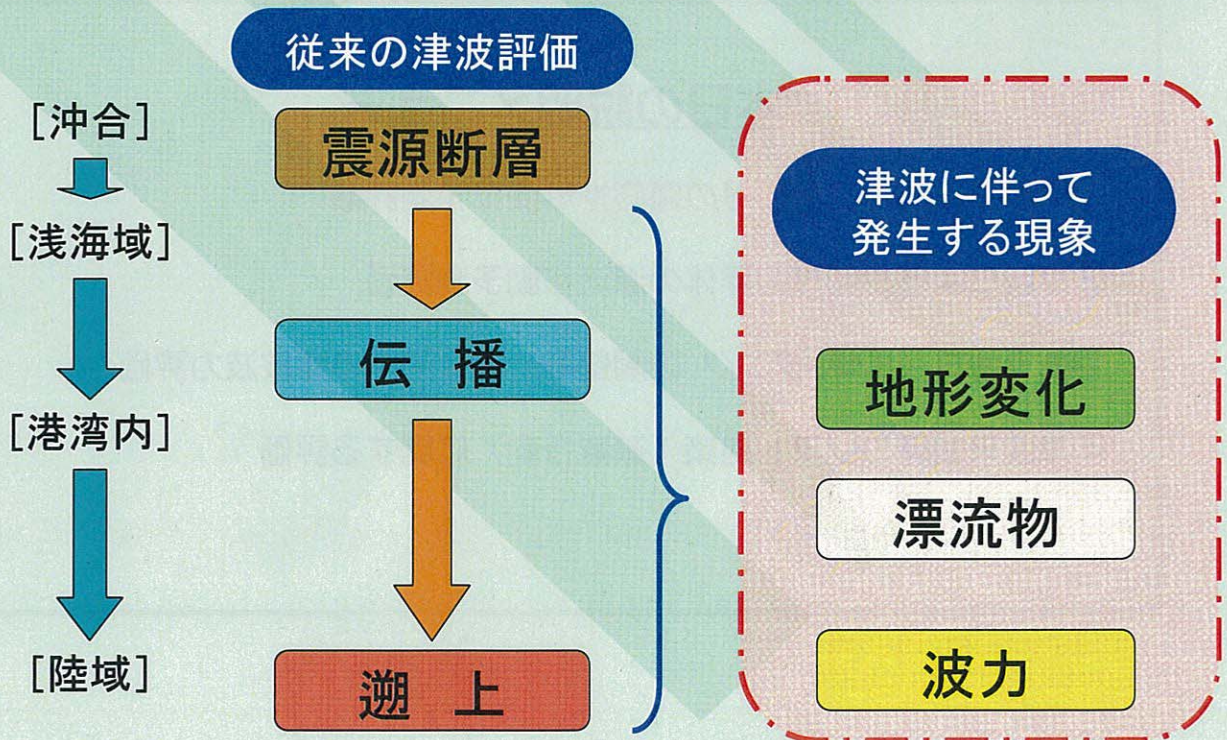 従来の津波評価
[沖合]
[浅海域]
[港湾内]
[陸域]
震源断層
伝 播
遡 上
津波に伴って
発生する現象
地形変化
漂流物
波力